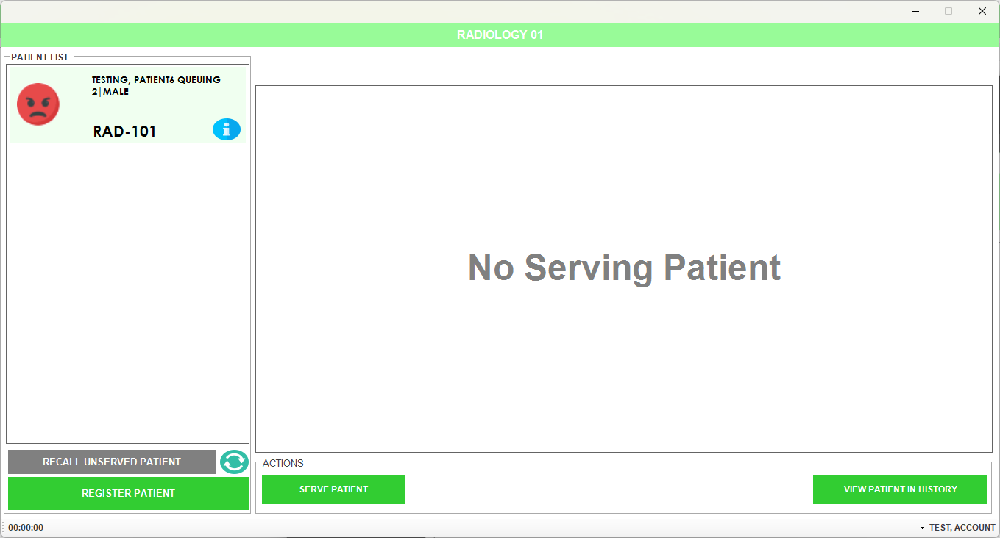 RADIOLOGY 01
PATIENT LIST
TESTING, PATIENT6 QUEUING
2|MALE
RAD-101
i
RECALL UNSERVED PATIENT
REGISTER PATIENT
No Serving Patient
ACTIONS
SERVE PATIENT
VIEW PATIENT IN HISTORY
00:00:00
TEST, ACCOUNT